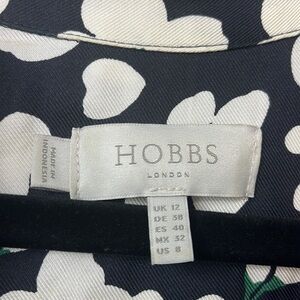 HOBBS
LONDON
MADE IN
INDONESIA
UK 12
DE 38
ES 40
MX 32
US 8